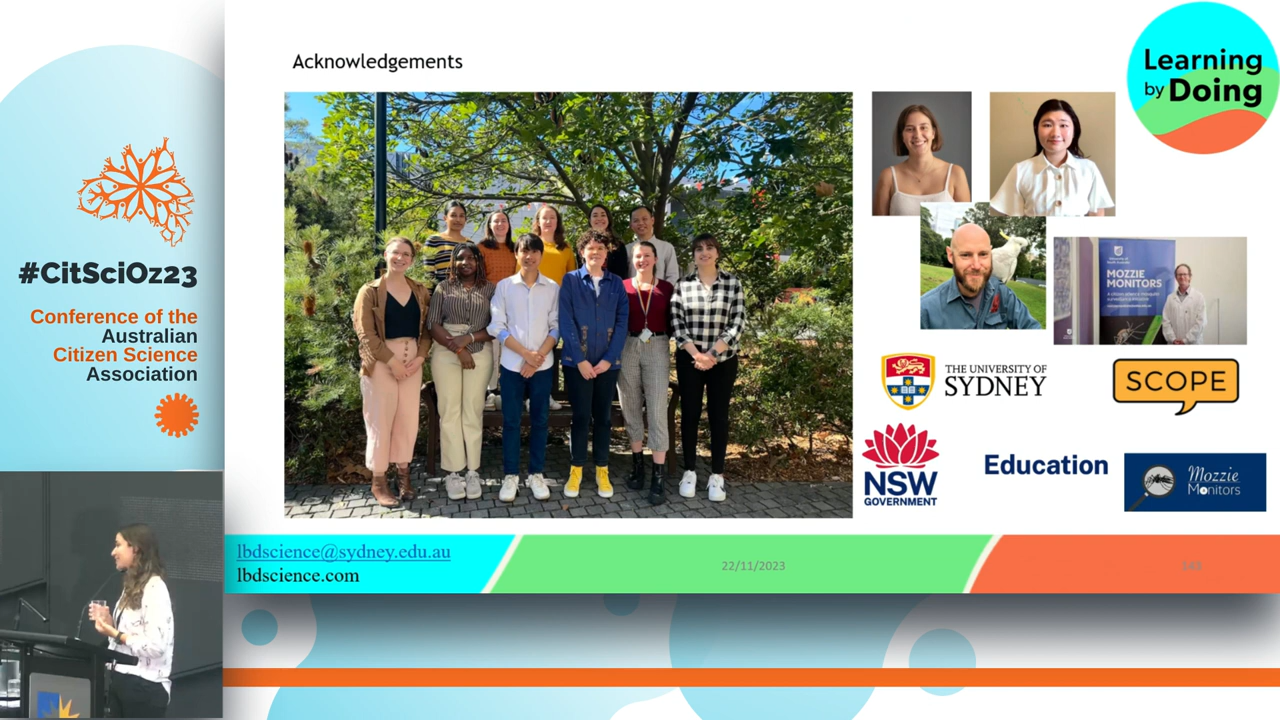 #CitSciOz23
Conference of the
Australian
Citizen Science
Association
Acknowledgements
Learning
by Doing
MOZZIE
MONITORS
THE UNIVERSITY OF
SYDNEY
SCOPE
NSW
GOVERNMENT
Education
Mozzie
Monitors
lbdscience@sydney.edu.au
lbdscience.com
22/11/2023
143